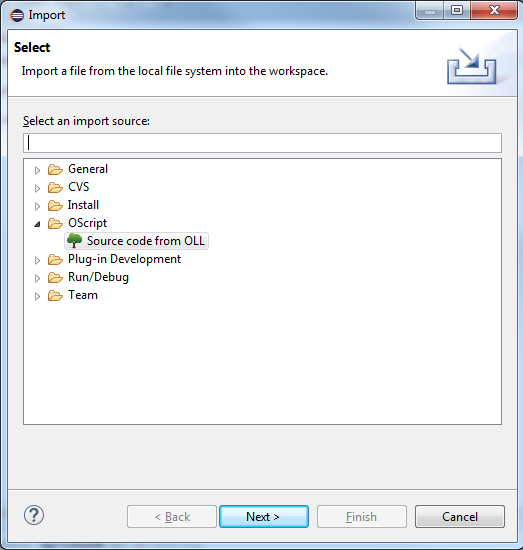 Import
Select
Import a file from the local file system into the workspace.
Select an import source:
General
CVS
Install
OScript
Source code from OLL
Plug-in Development
Run/Debug
Team
?
< Back
Next >
Finish
Cancel